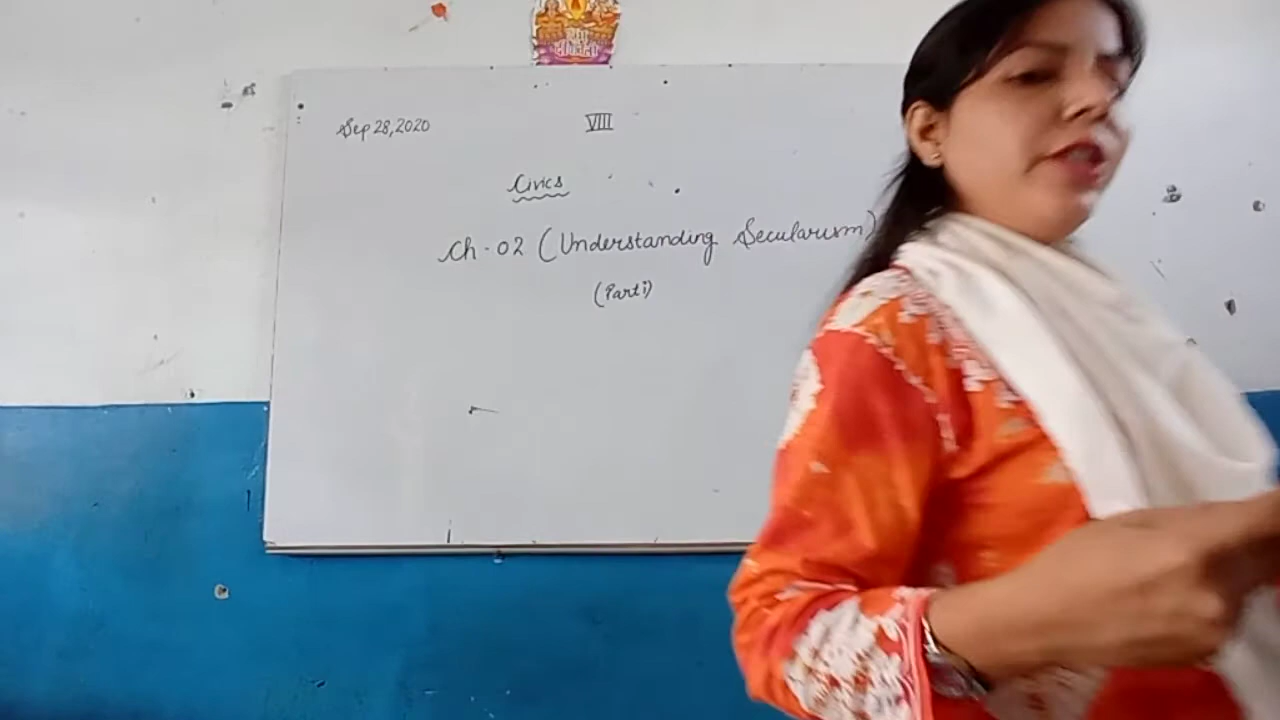 Sep 28, 2020
VIII
Civics
Ch - 02 (Understanding Secularism)
(Part i)